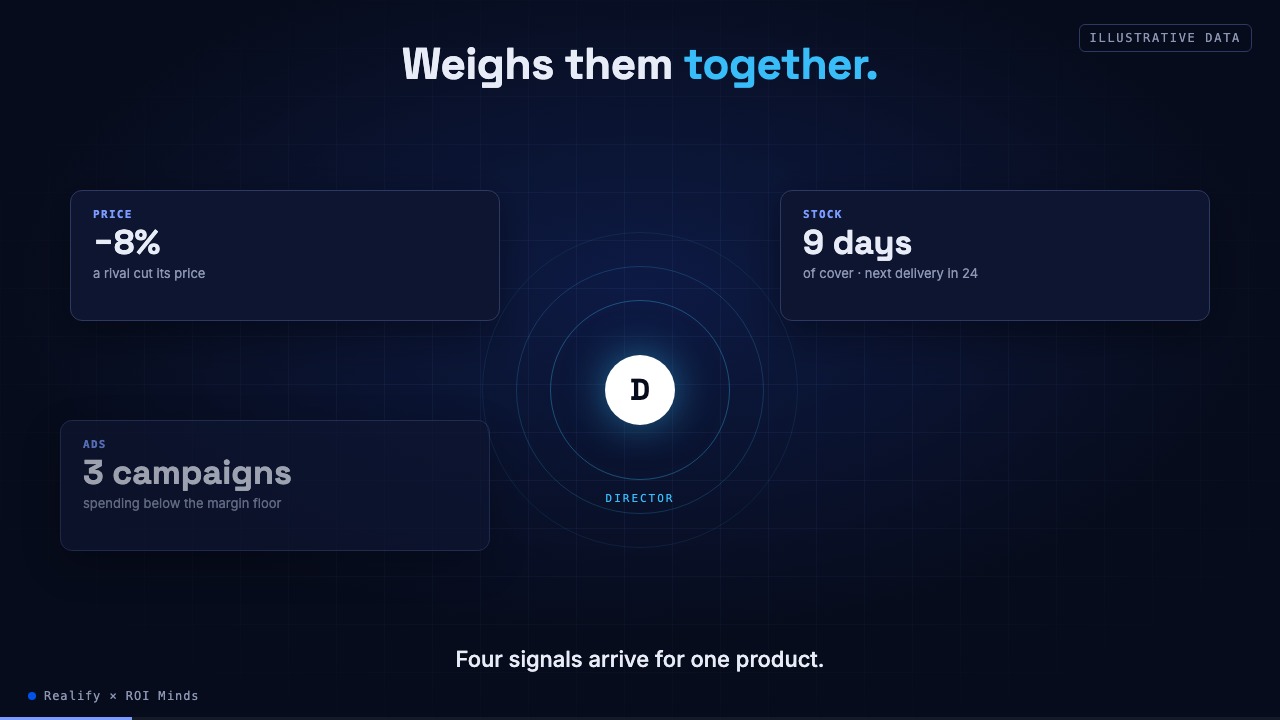 ILLUSTRATIVE DATA
Weighs them together.
PRICE
−8%
a rival cut its price
STOCK
9 days
of cover · next delivery in 24
D
DIRECTOR
ADS
3 campaigns
spending below the margin floor
Four signals arrive for one product.
Realify × ROI Minds